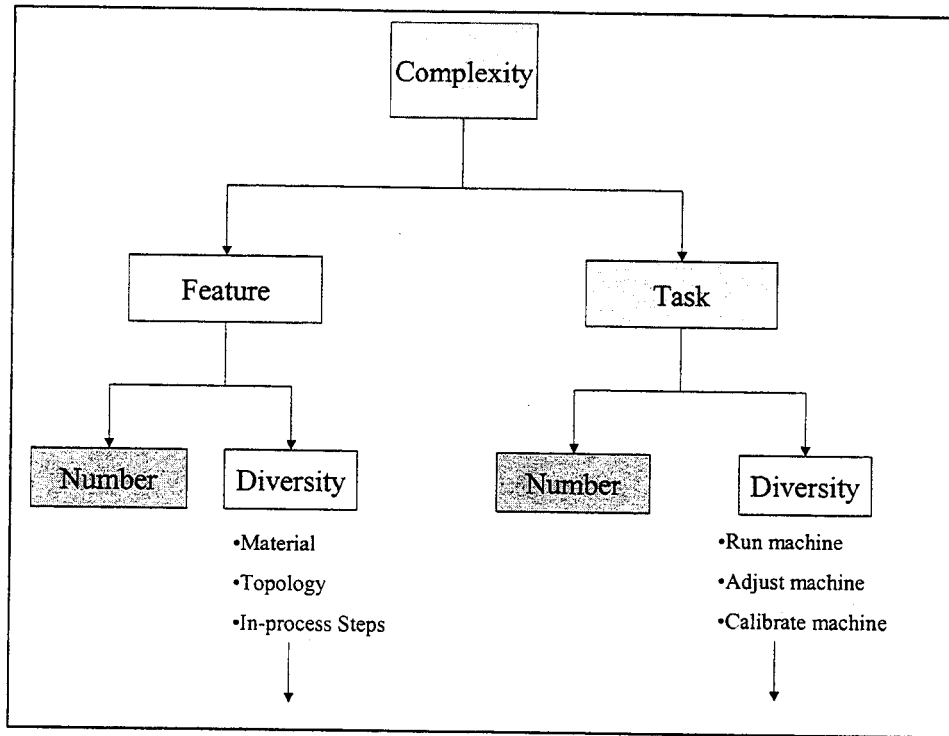 Complexity
Feature
Task
Number
Diversity
Number
Diversity
•Material
•Topology
•In-process Steps
•Run machine
•Adjust machine
•Calibrate machine